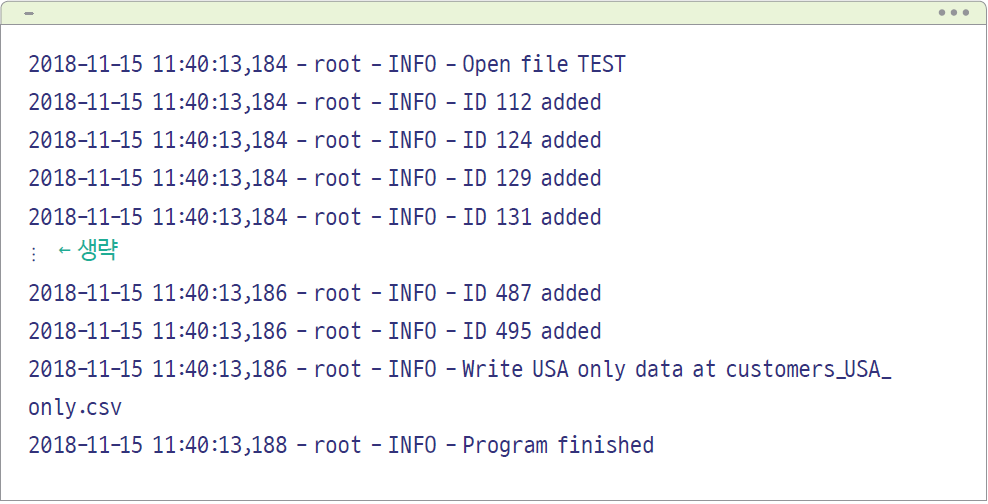 2018-11-15 11:40:13,184 - root - INFO - Open file TEST
2018-11-15 11:40:13,184 - root - INFO - ID 112 added
2018-11-15 11:40:13,184 - root - INFO - ID 124 added
2018-11-15 11:40:13,184 - root - INFO - ID 129 added
2018-11-15 11:40:13,184 - root - INFO - ID 131 added
⋮ ← 생략
2018-11-15 11:40:13,186 - root - INFO - ID 487 added
2018-11-15 11:40:13,186 - root - INFO - ID 495 added
2018-11-15 11:40:13,186 - root - INFO - Write USA only data at customers_USA_
only.csv
2018-11-15 11:40:13,188 - root - INFO - Program finished